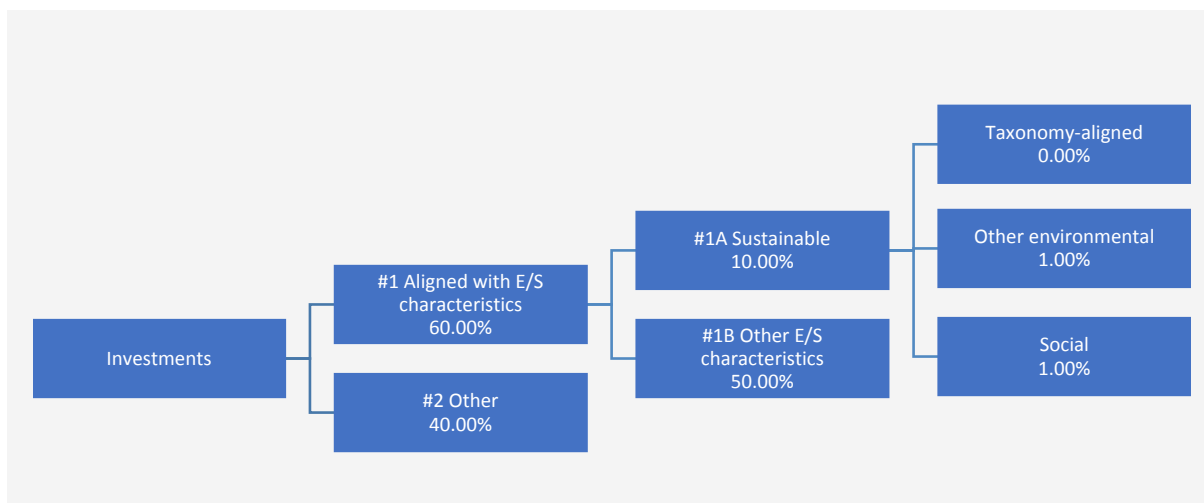 Investments
#1 Aligned with E/S
characteristics
60.00%
#2 Other
40.00%
#1A Sustainable
10.00%
#1B Other E/S
characteristics
50.00%
Taxonomy-aligned
0.00%
Other environmental
1.00%
Social
1.00%